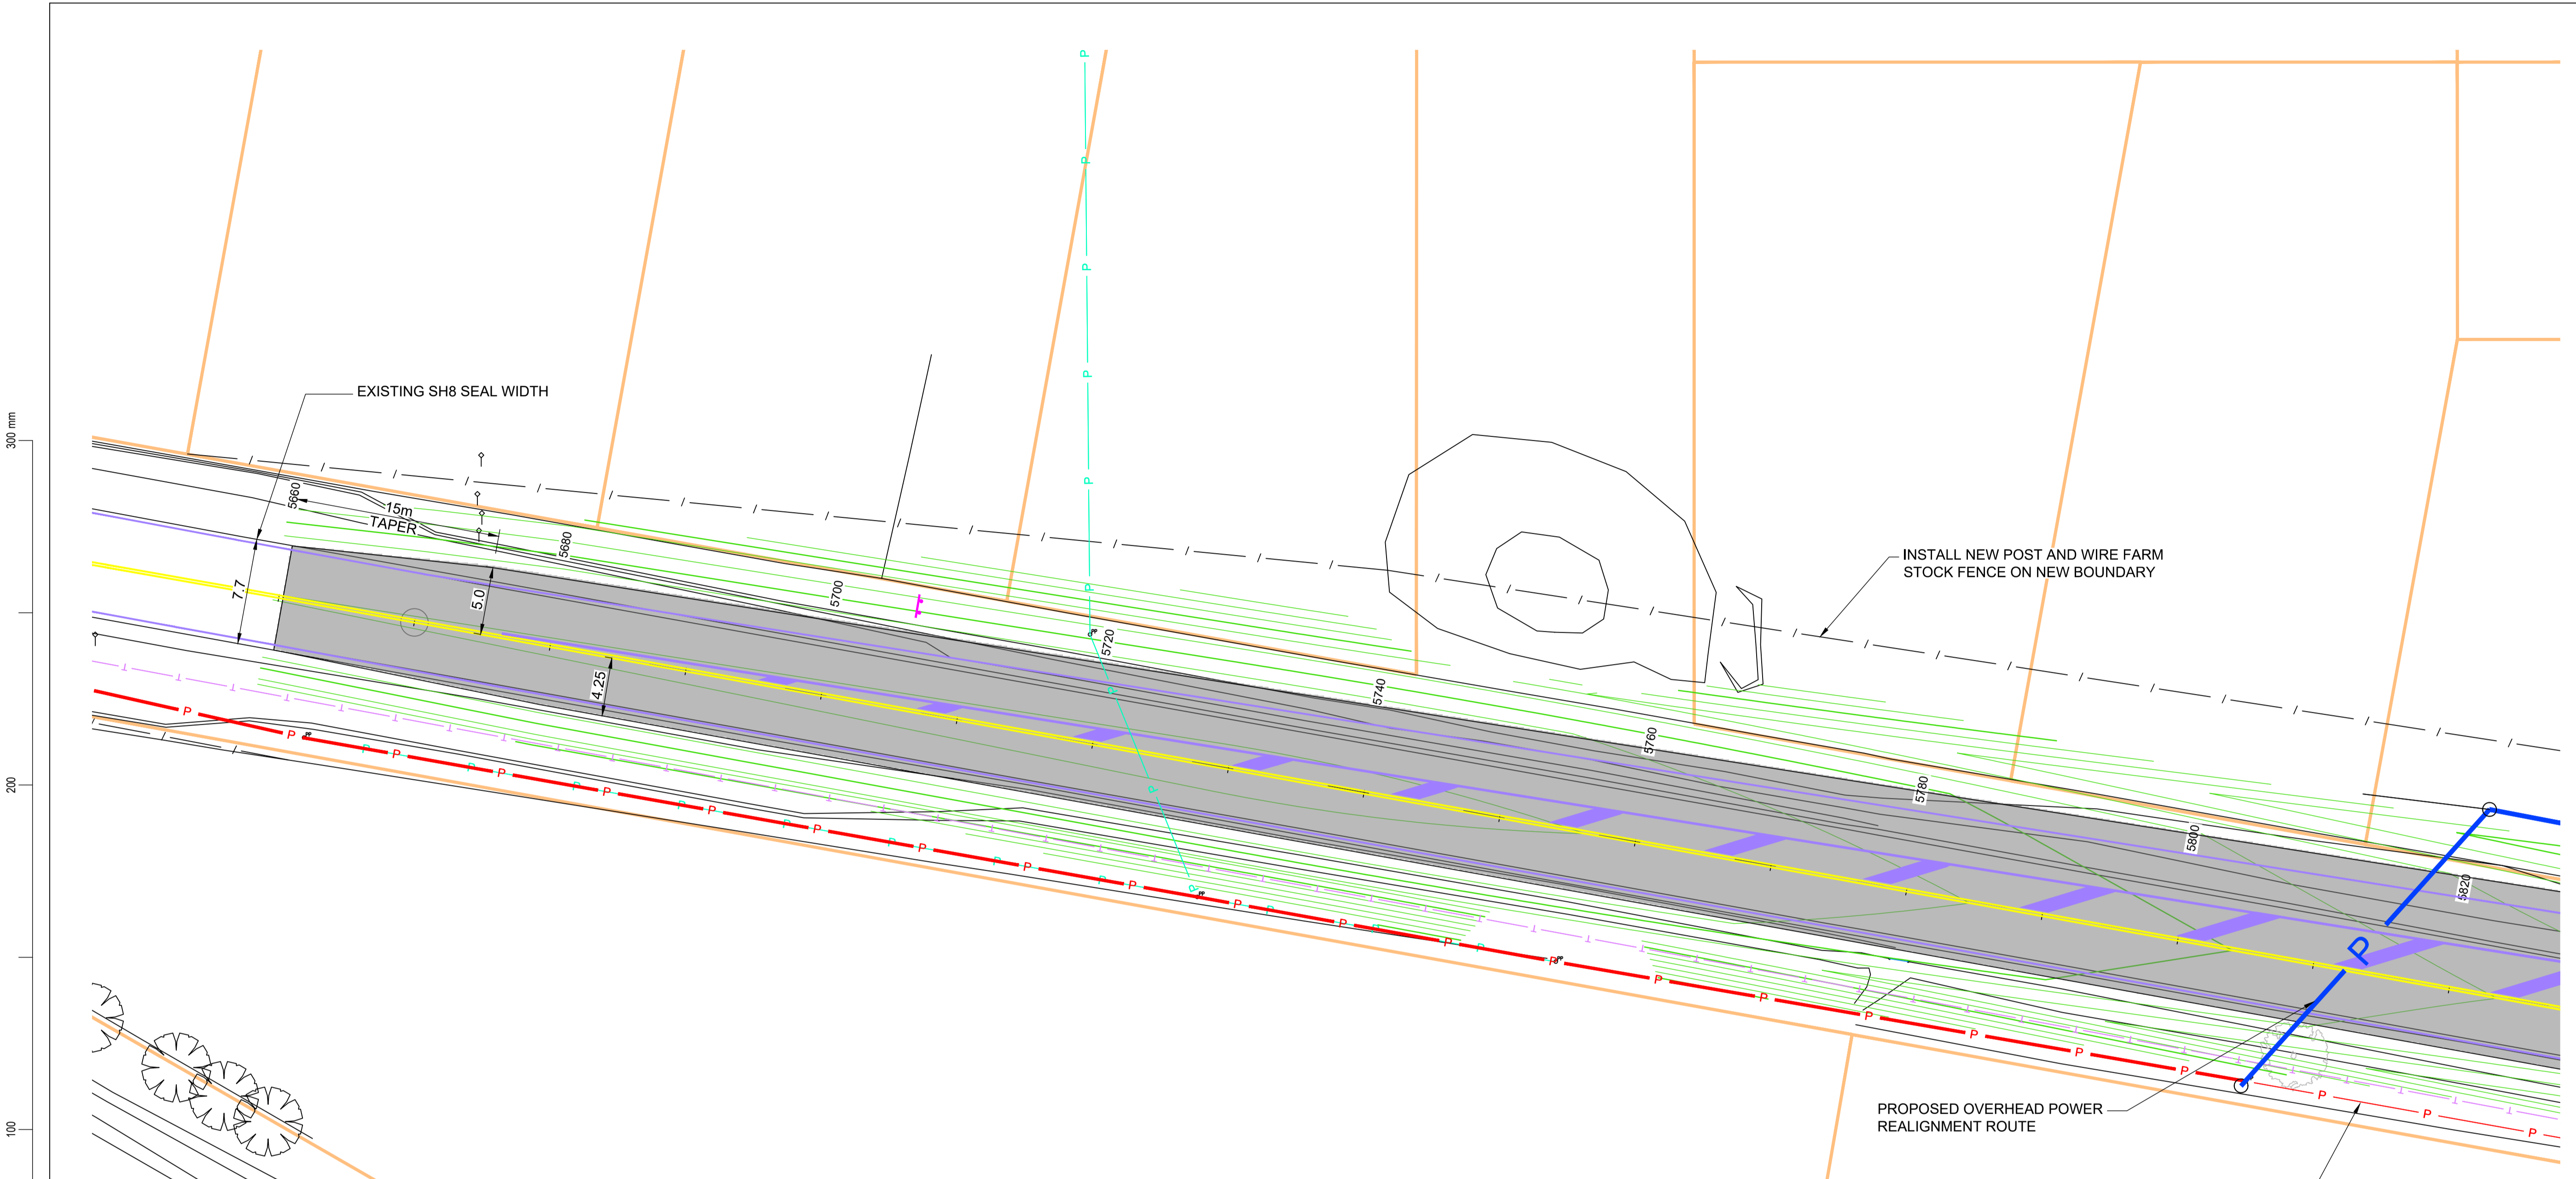 EXISTING SH8 SEAL WIDTH
300 mm
5660
15m
TAPER
5680
INSTALL NEW POST AND WIRE FARM
STOCK FENCE ON NEW BOUNDARY
7.7
5.0
5700
5720
4.25
5740
5760
5780
200
5800
5820
P
PROPOSED OVERHEAD POWER
REALIGNMENT ROUTE
100